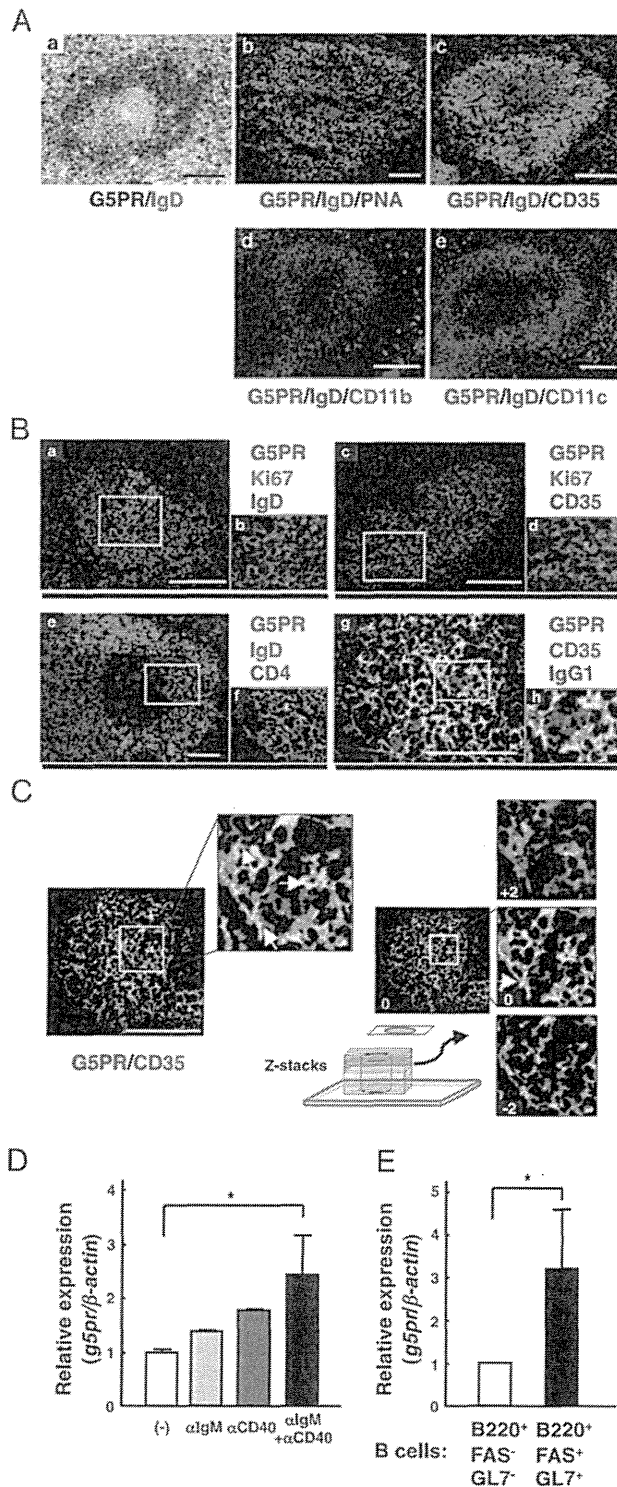 A
a
b
c
G5PR/IgD
G5PR/IgD/PNA
G5PR/IgD/CD35
d
e
G5PR/IgD/CD11b
G5PR/IgD/CD11c
B
a
G5PR
Ki67
IgD
b
c
G5PR
Ki67
CD35
d
e
G5PR
IgD
CD4
f
g
G5PR
CD35
IgG1
h
C
G5PR/CD35
0
Z-stacks
+2
0
-2
D
Relative expression
(g5pr/β-actin)
4
3
2
1
0
*
(-)
αIgM
αCD40
αIgM
+αCD40
E
Relative expression
(g5pr/β-actin)
5
4
3
2
1
0
*
B cells:
B220+ B220+
FAS- FAS+
GL7- GL7+